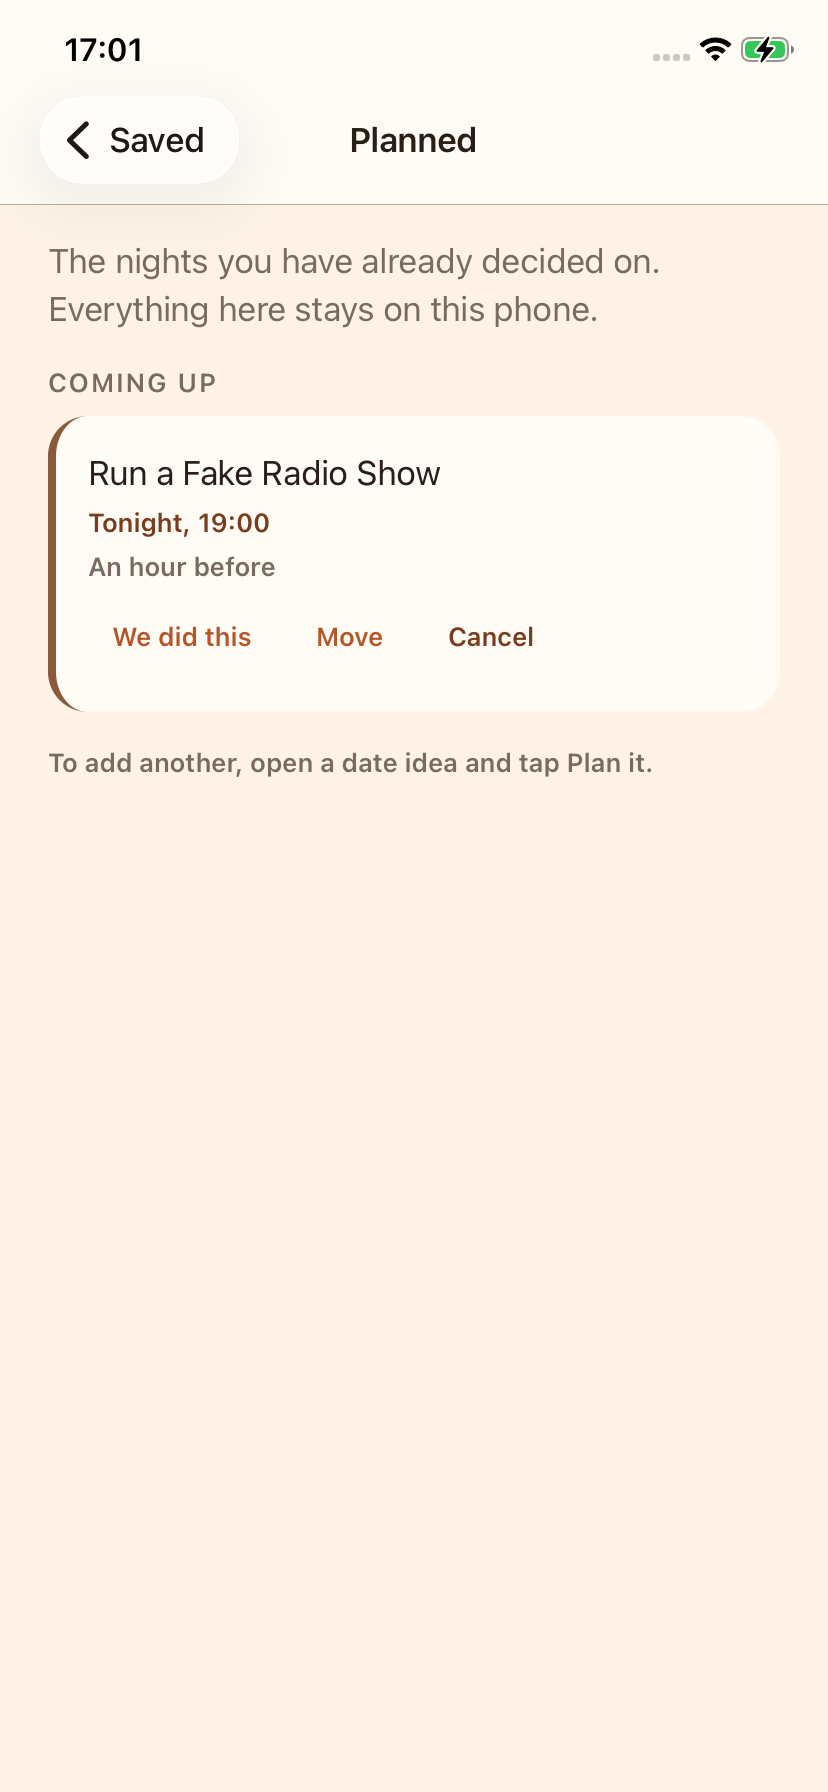 17:01
Saved
Planned
The nights you have already decided on.
Everything here stays on this phone.
COMING UP
Run a Fake Radio Show
Tonight, 19:00
An hour before
We did this Move Cancel
To add another, open a date idea and tap Plan it.